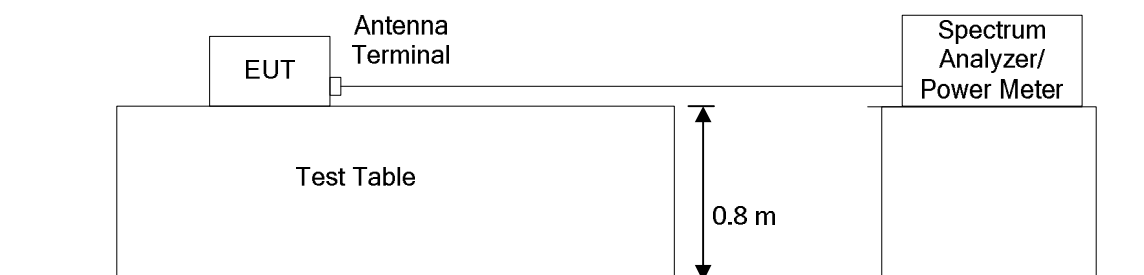 Antenna
Terminal
EUT
Spectrum
Analyzer/
Power Meter
Test Table
0.8 m